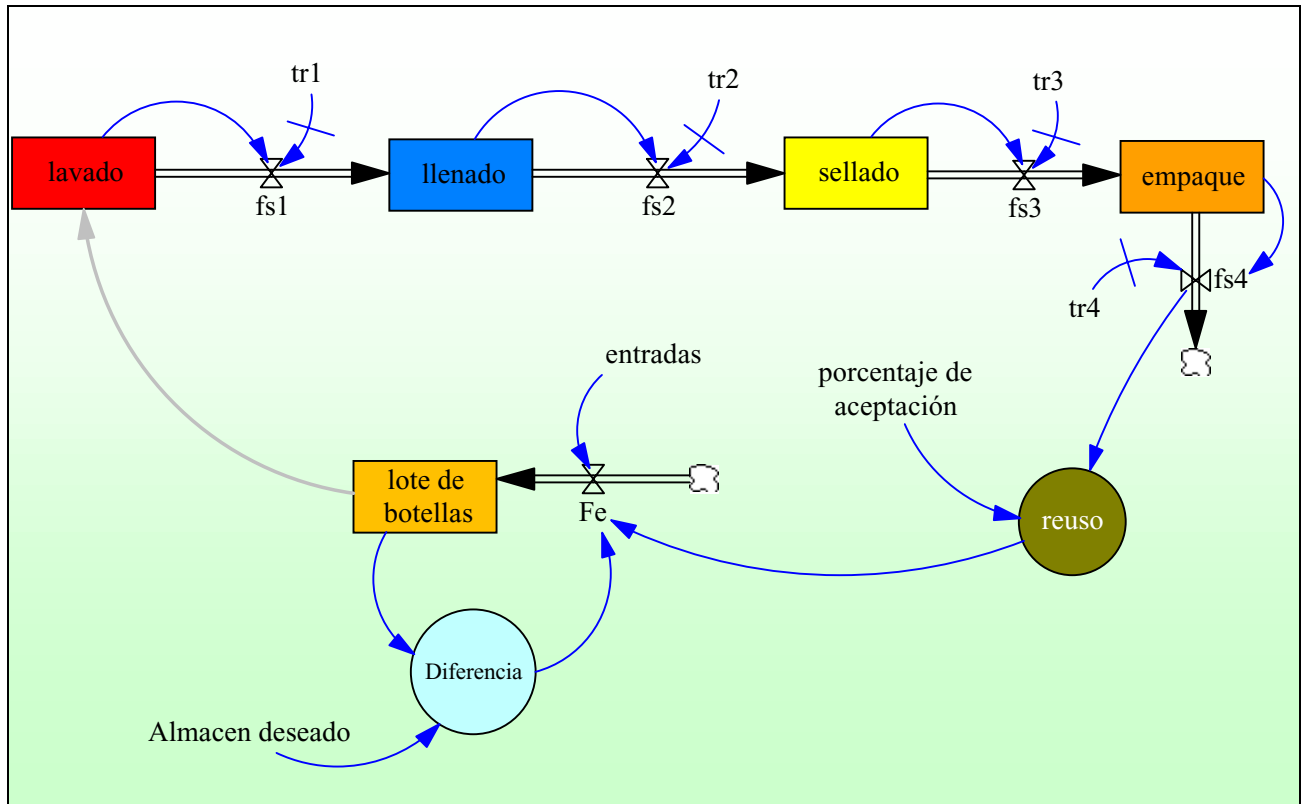 tr1
tr2
tr3
lavado
llenado
sellado
empaque
fs1
fs2
fs3
fs4
tr4
entradas
porcentaje de
aceptación
lote de
botellas
Fe
reuso
Diferencia
Almacen deseado